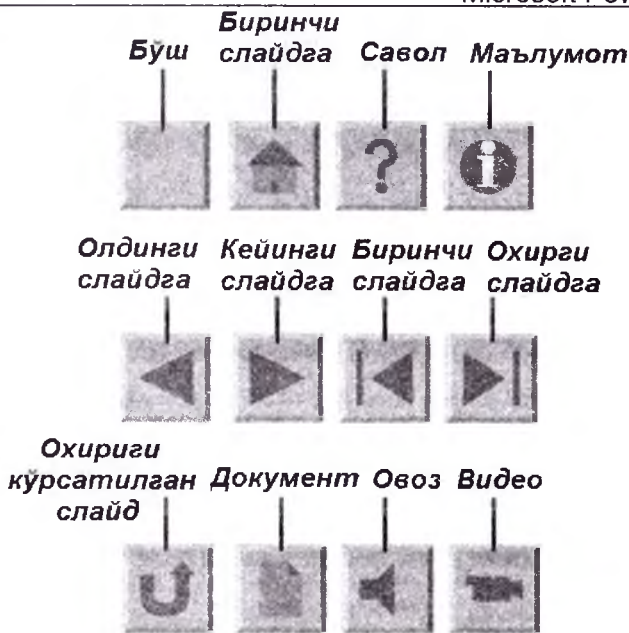 Microsoft
Биринчи
Бўш слайдга Савол Маълумот
?
i
Олдинги Кейинги Биринчи Охирги
слайдга слайдга слайдга слайдга
Охириги
кўрсатилган Документ Овоз Видео
слайд